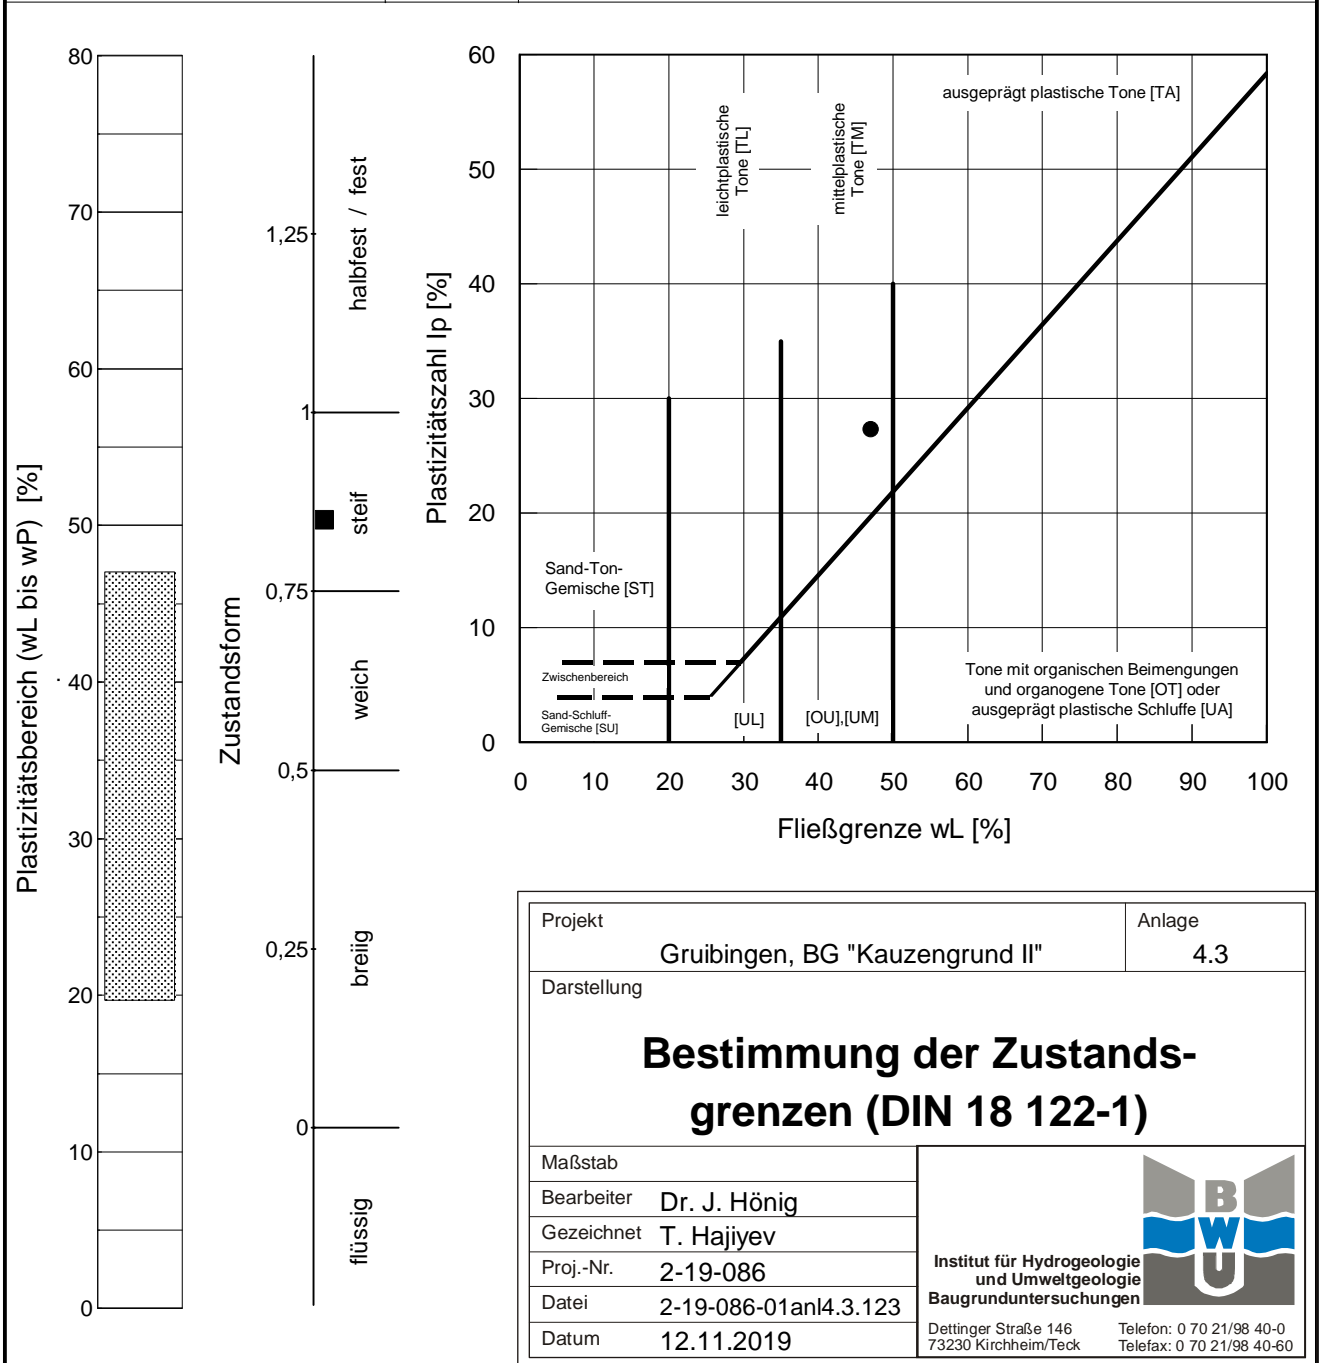 80
70
60
50
40
30
20
10
0
Plastizitätsbereich (wL bis wP) [%]
Zustandsform
1,25
1
0,75
0,5
0,25
0
halbfest / fest
steif
weich
breiig
flüssig
Plastizitätszahl Ip [%]
60
50
40
30
20
10
0
leichtplastische
Tone [TL]
mittelplastische
Tone [TM]
ausgeprägt plastische Tone [TA]
Sand-Ton-
Gemische [ST]
Zwischenbereich
Sand-Schluff-
Gemische [SU]
[UL]
[OU],[UM]
Tone mit organischen Beimengungen
und organogene Tone [OT] oder
ausgeprägt plastische Schluffe [UA]
0 10 20 30 40 50 60 70 80 90 100
Fließgrenze wL [%]
Projekt
Gruibingen, BG "Kauzengrund II"
Anlage
4.3
Darstellung
Bestimmung der Zustands-
grenzen (DIN 18 122-1)
Maßstab
Bearbeiter Dr. J. Hönig
Gezeichnet T. Hajiyev
Proj.-Nr. 2-19-086
Datei 2-19-086-01anl4.3.123
Datum 12.11.2019
B
W
U
Institut für Hydrogeologie
und Umweltgeologie
Baugrunduntersuchungen
Dettinger Straße 146 Telefon: 0 70 21/98 40-0
73230 Kirchheim/Teck Telefax: 0 70 21/98 40-60